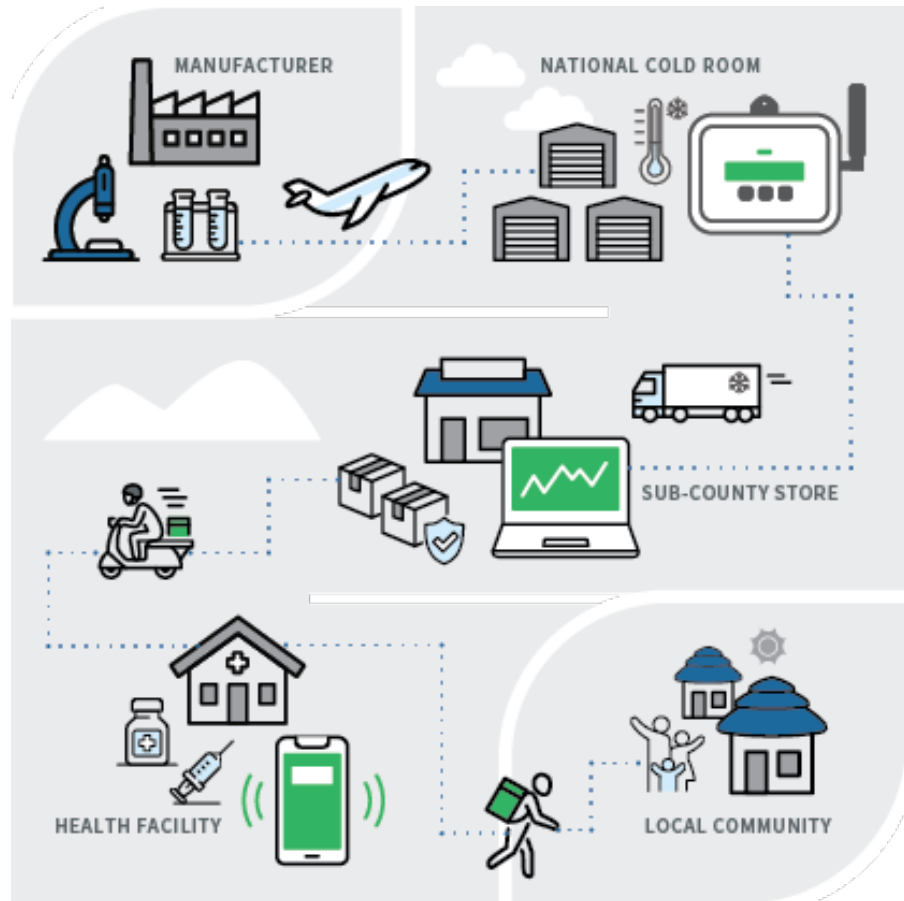 MANUFACTURER
NATIONAL COLD ROOM
SUB-COUNTY STORE
HEALTH FACILITY
LOCAL COMMUNITY